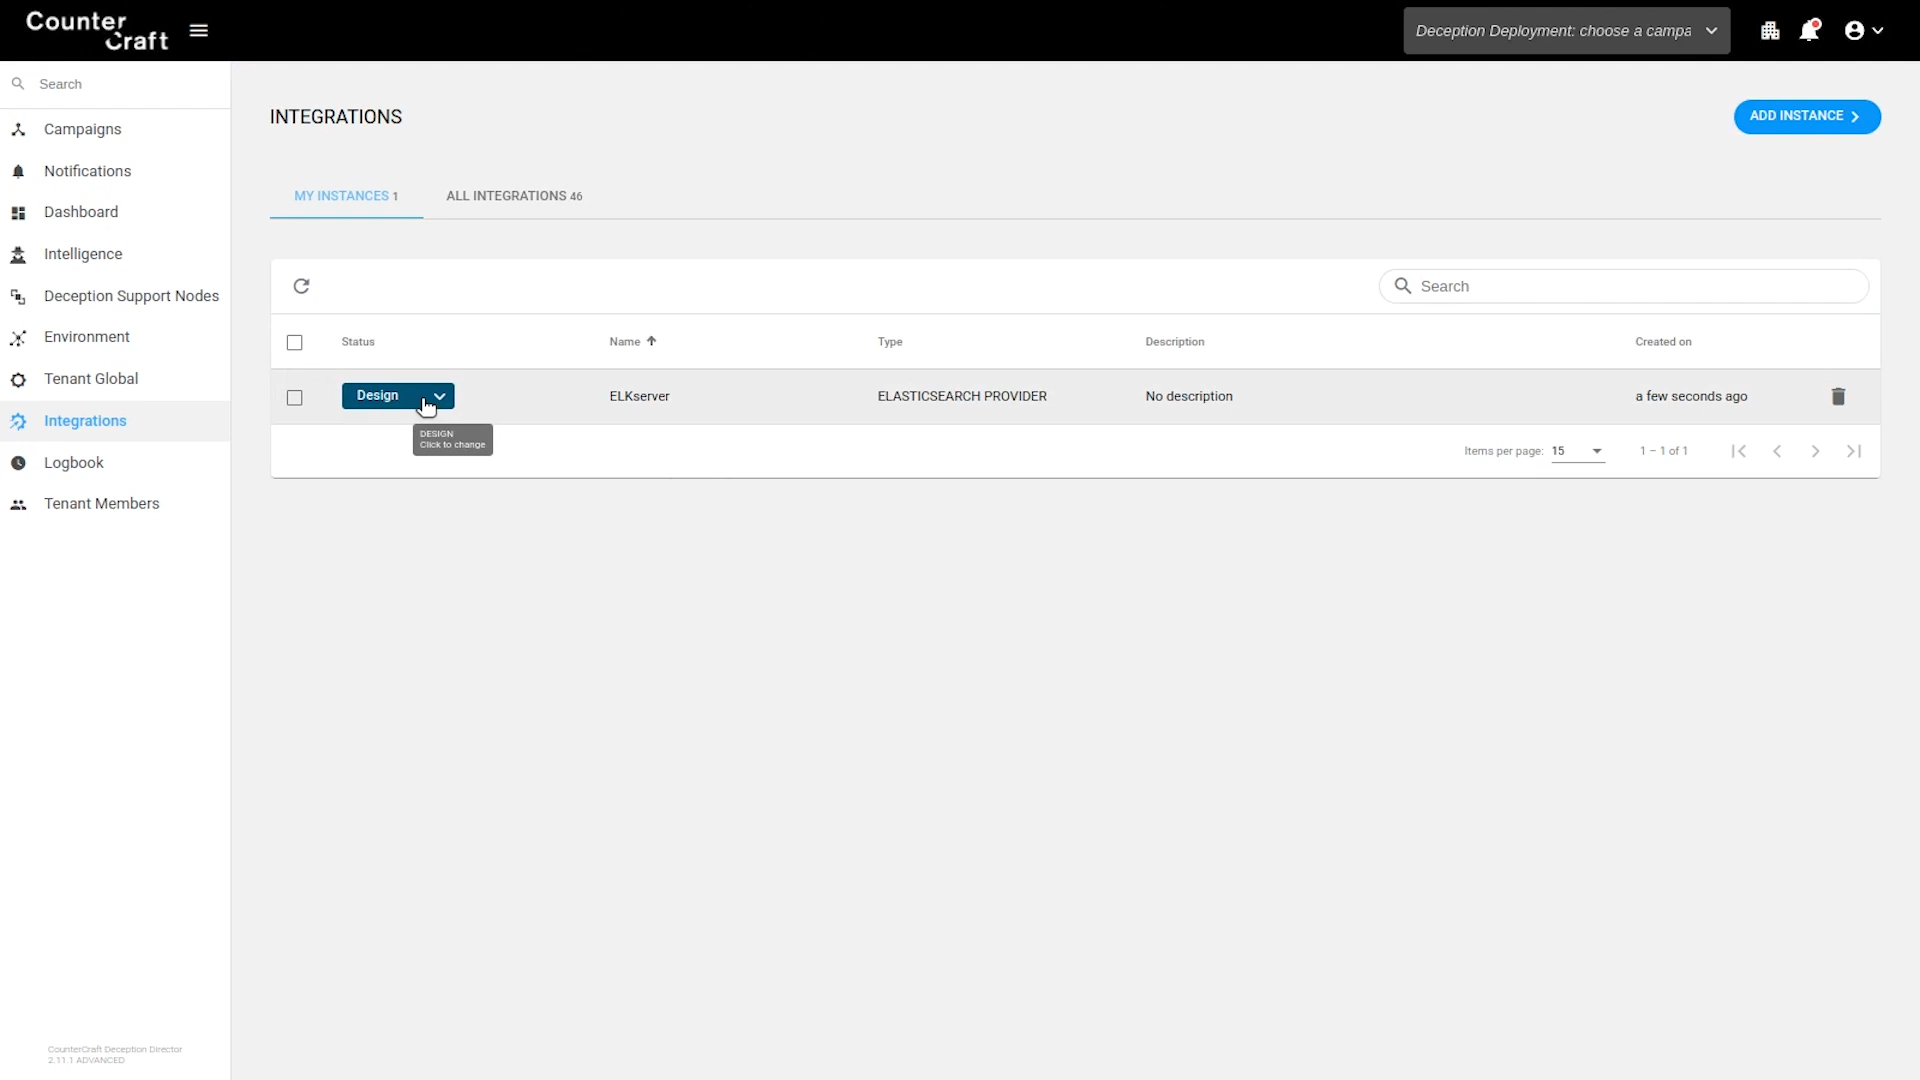 Counter
Craft
Deception Deployment: choose a campa
Search
Campaigns
Notifications
Dashboard
Intelligence
Deception Support Nodes
Environment
Tenant Global
Integrations
Logbook
Tenant Members
CounterCraft Deception Director
2.11.1 ADVANCED
INTEGRATIONS
ADD INSTANCE
MY INSTANCES 1
ALL INTEGRATIONS 46
Search
Status Name Type Description Created on
Design ELKserver ELASTICSEARCH PROVIDER No description a few seconds ago
DESIGN
Click to change
Items per page: 15 1 – 1 of 1